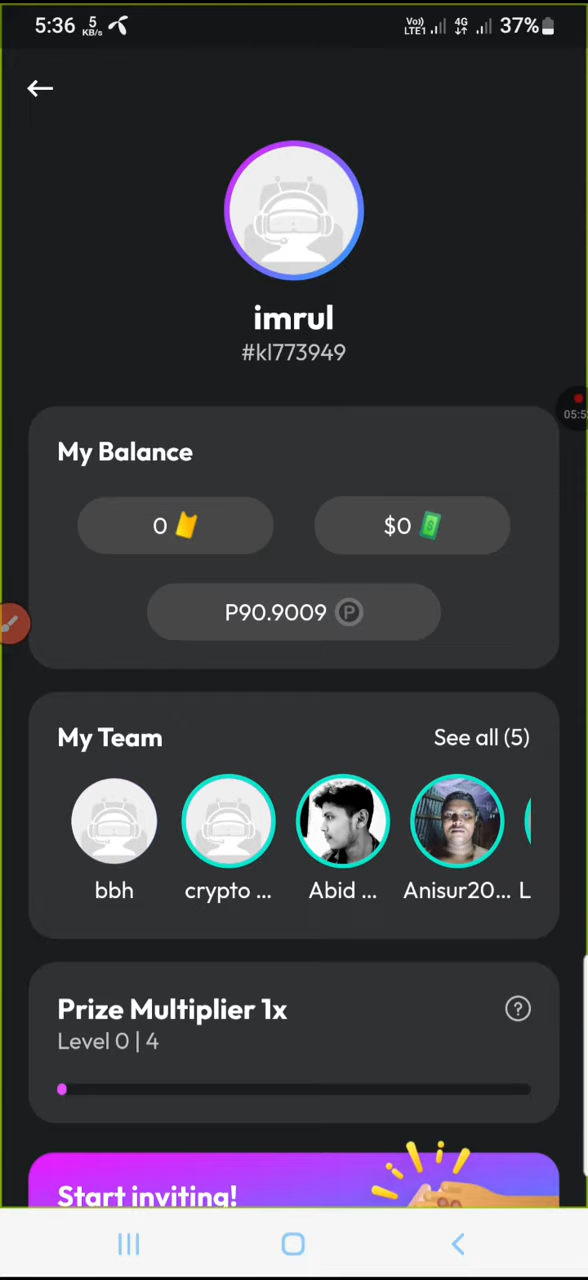 5:36 5 KB/s Vo)) LTE1 4G 37%
imrul
#kl773949
05:5
My Balance
0 $0
P90.9009 P
My Team See all (5)
bbh crypto ... Abid ... Anisur20... L
Prize Multiplier 1x ?
Level 0 | 4
Start inviting!